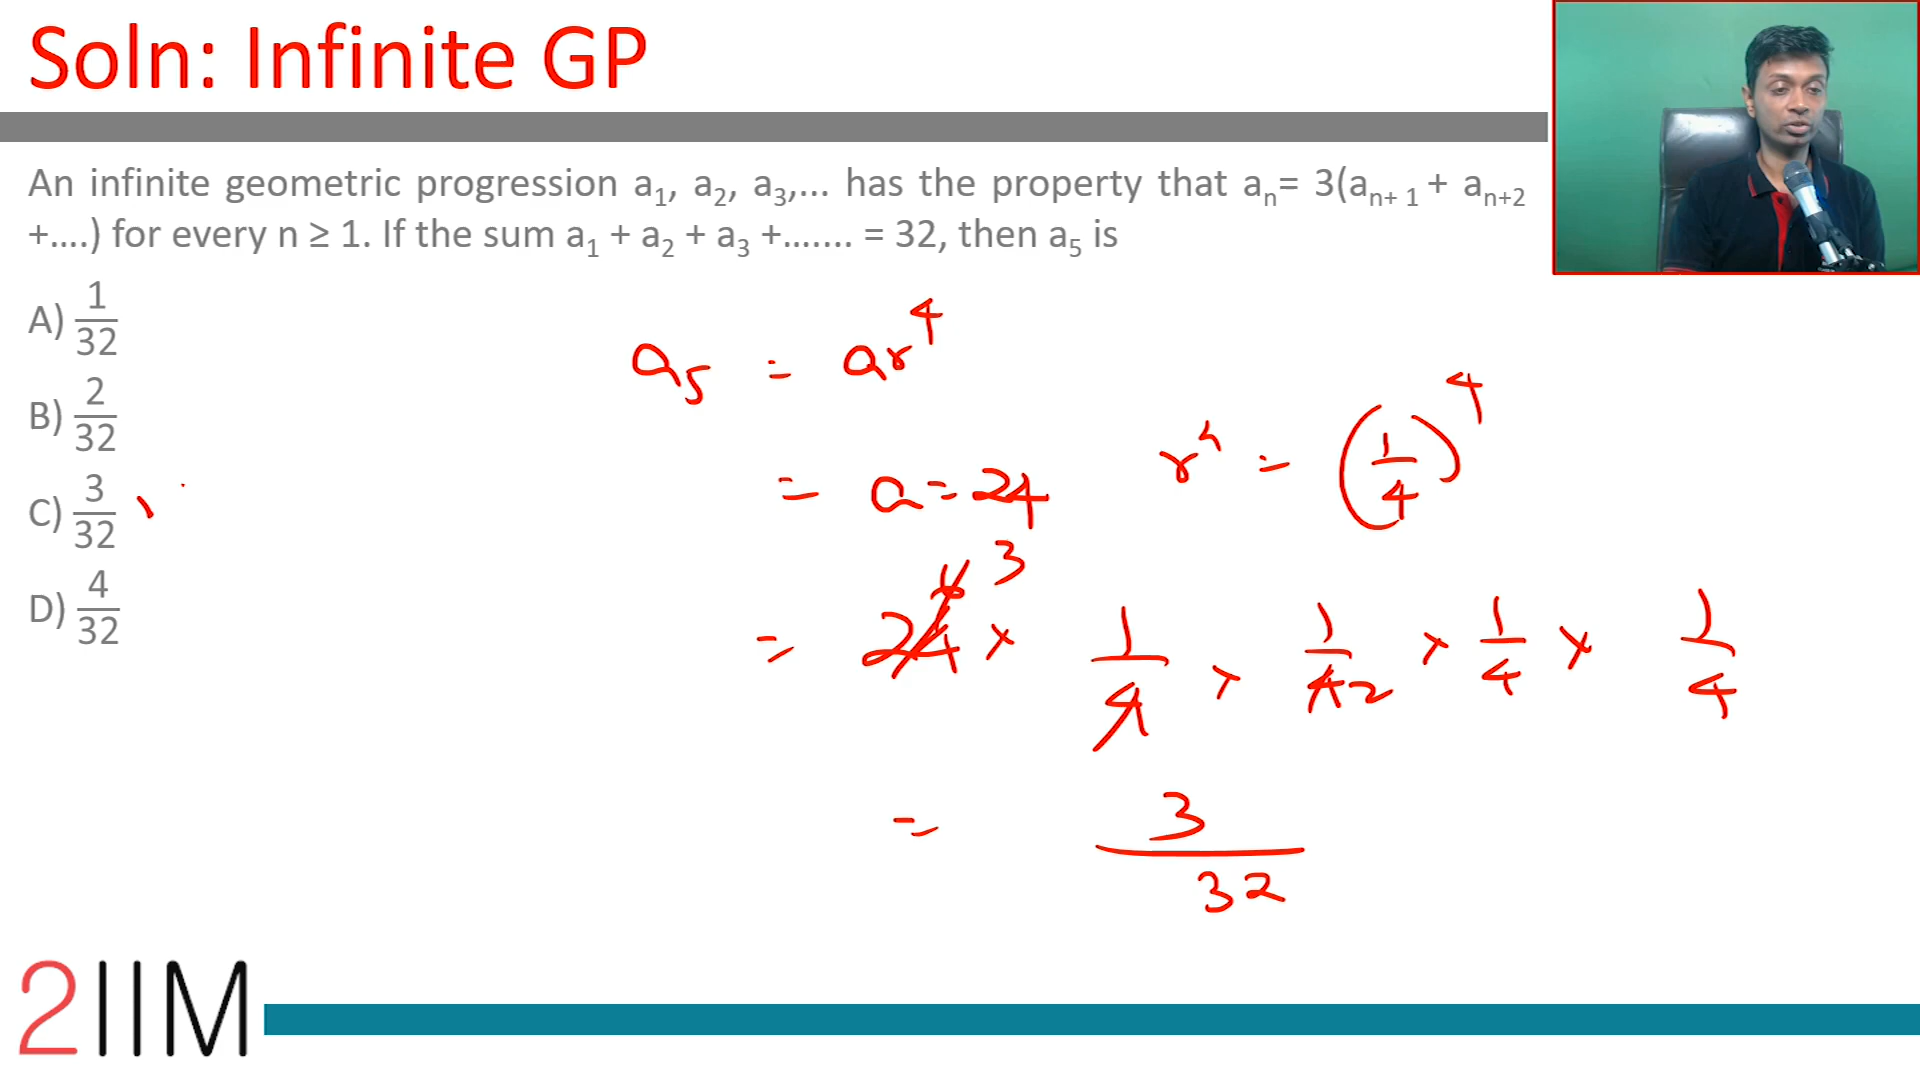 Soln: Infinite GP
An infinite geometric progression a₁, a₂, a₃,... has the property that aₙ= 3(aₙ₊ ₁ + aₙ₊₂
+....) for every n ≥ 1. If the sum a₁ + a₂ + a₃ +....... = 32, then a₅ is
A) 1/32
B) 2/32
C) 3/32
D) 4/32
a₅ = ar⁴
= a = 24
r⁴ = (1/4)⁴
6 3
= 24 × 1/4 × 1/4 2 × 1/4 × 1/4
= 3/32
2IIM